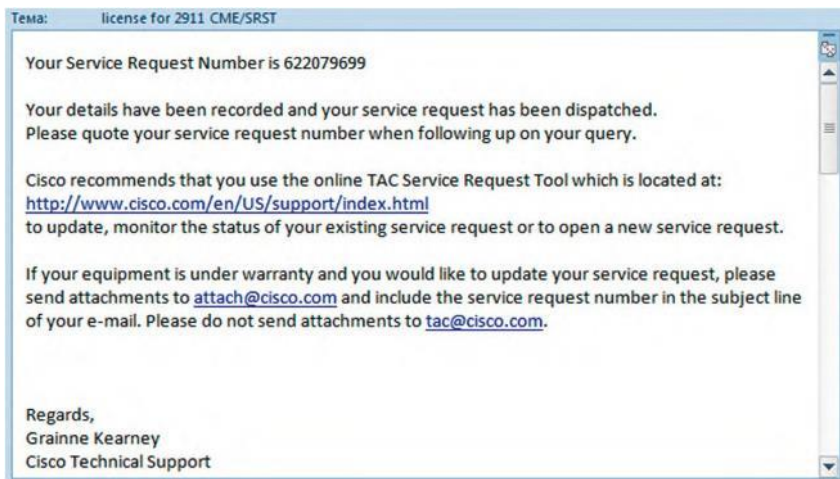 Тема: license for 2911 CME/SRST
Your Service Request Number is 622079699
Your details have been recorded and your service request has been dispatched.
Please quote your service request number when following up on your query.
Cisco recommends that you use the online TAC Service Request Tool which is located at:
http://www.cisco.com/en/US/support/index.html
to update, monitor the status of your existing service request or to open a new service request.
If your equipment is under warranty and you would like to update your service request, please
send attachments to attach@cisco.com and include the service request number in the subject line
of your e-mail. Please do not send attachments to tac@cisco.com.
Regards,
Grainne Kearney
Cisco Technical Support